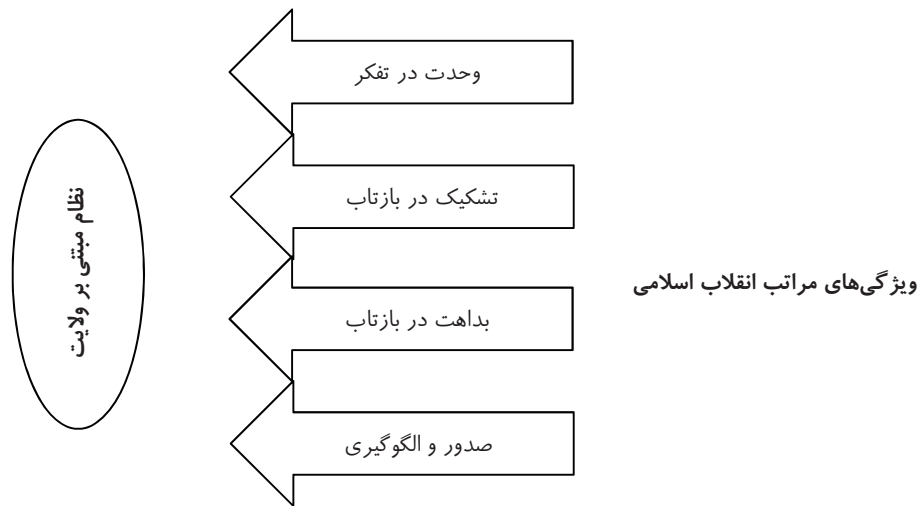 ویژگی‌های مراتب انقلاب اسلامی
وحدت در تفکر
تشکیک در بازتاب
بداهت در بازتاب
صدور و الگوگیری
نظام مبتنی بر ولایت